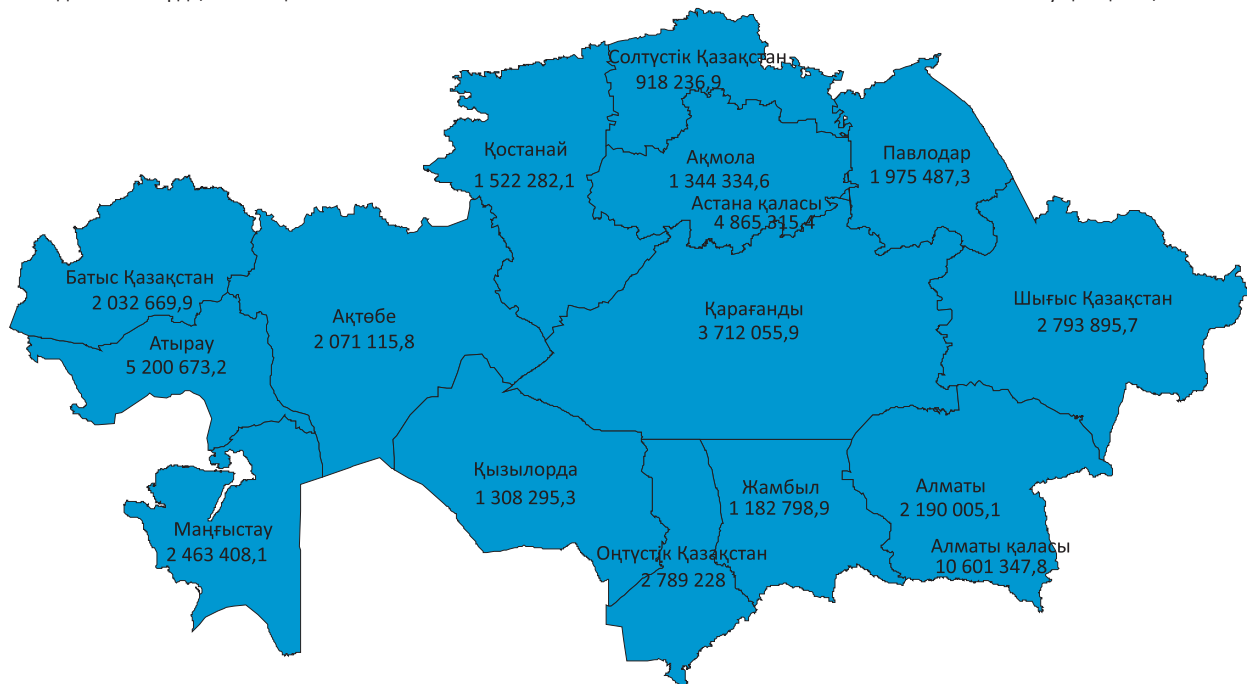 Солтүстік Қазақстан
918 236,9
Қостанай
1 522 282,1
Ақмола
1 344 334,6
Астана қаласы
4 865 315,4
Павлодар
1 975 487,3
Батыс Қазақстан
2 032 669,9
Ақтөбе
2 071 115,8
Атырау
5 200 673,2
Қарағанды
3 712 055,9
Шығыс Қазақстан
2 793 895,7
Қызылорда
1 308 295,3
Жамбыл
1 182 798,9
Алматы
2 190 005,1
Маңғыстау
2 463 408,1
Оңтүстік Қазақстан
2 789 228
Алматы қаласы
10 601 347,8